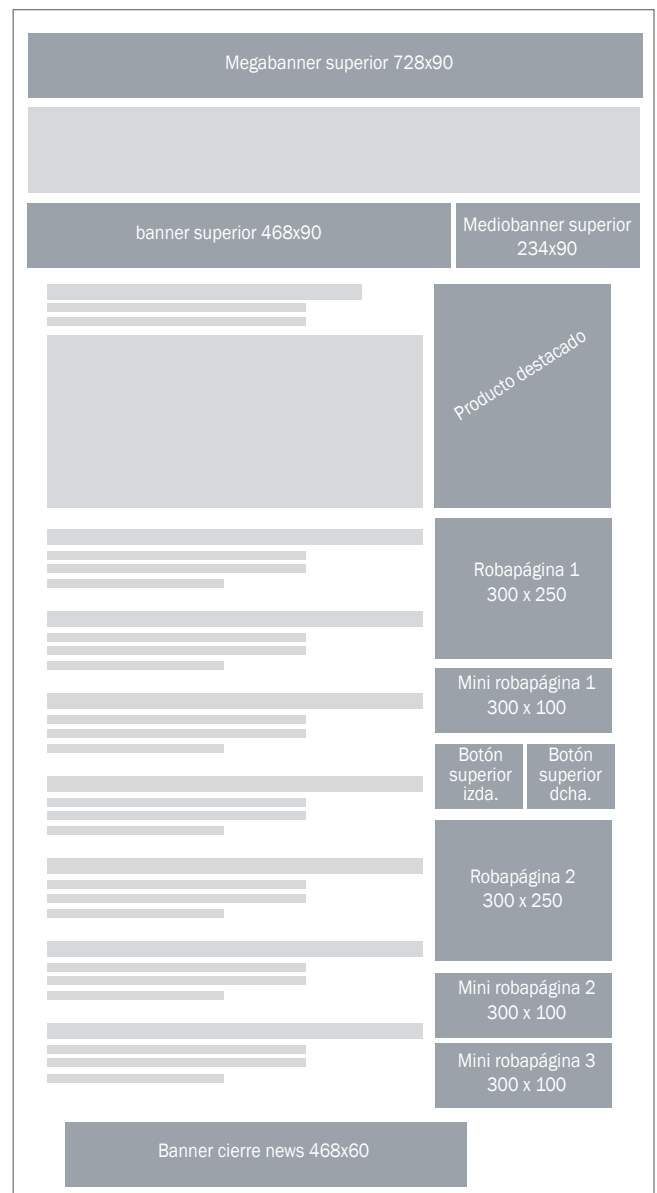 Megabanner superior 728x90
banner superior 468x90
Mediobanner superior
234x90
Producto destacado
Robapágina 1
300 x 250
Mini robapágina 1
300 x 100
Botón
superior
izda.
Botón
superior
dcha.
Robapágina 2
300 x 250
Mini robapágina 2
300 x 100
Mini robapágina 3
300 x 100
Banner cierre news 468x60